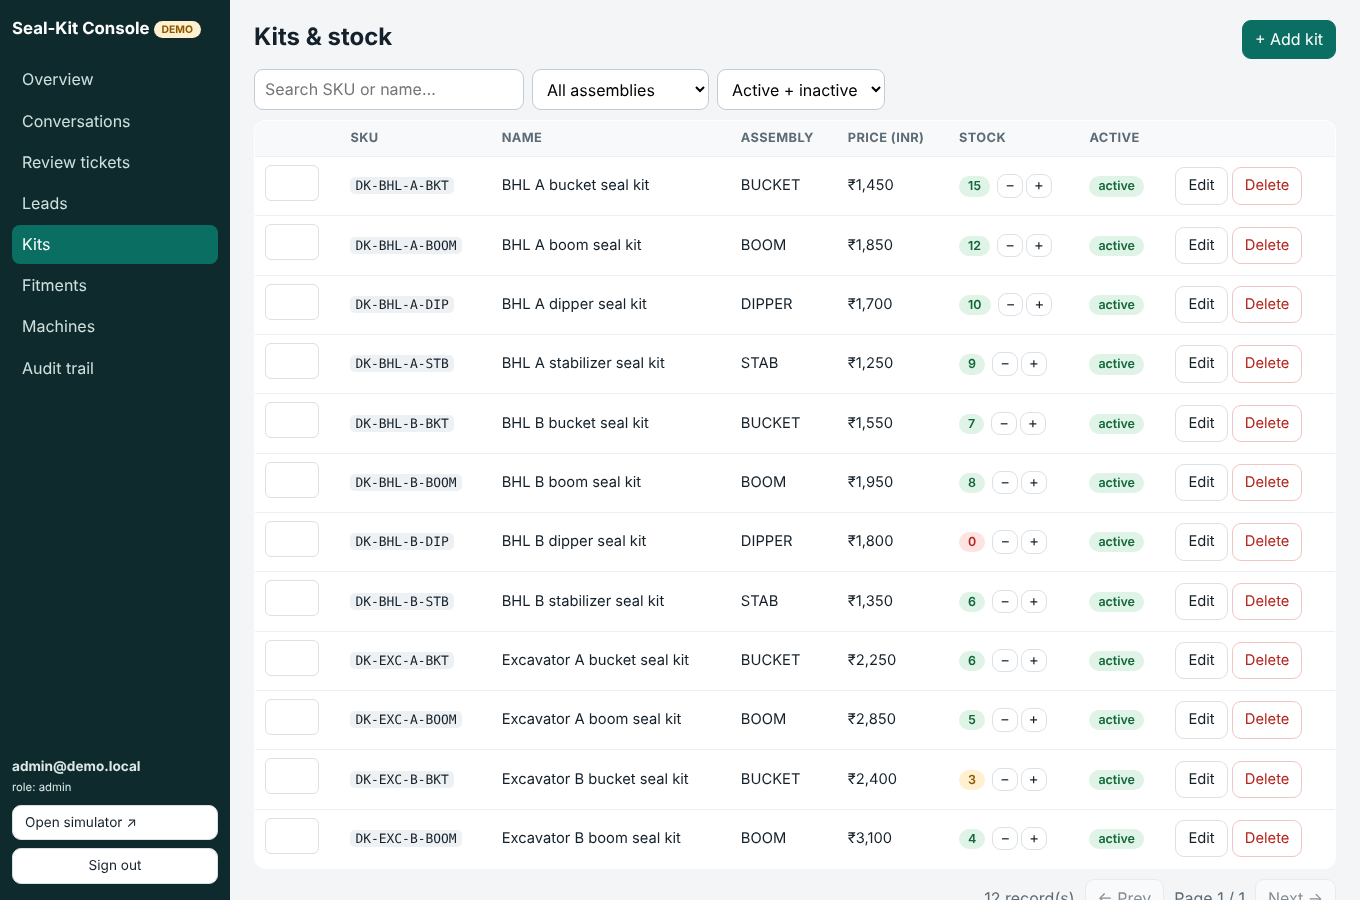 Seal-Kit Console DEMO
Overview
Conversations
Review tickets
Leads
Kits
Fitments
Machines
Audit trail
admin@demo.local
role: admin
Open simulator ↗
Sign out
Kits & stock
+ Add kit
Search SKU or name...
All assemblies
Active + inactive
SKU NAME ASSEMBLY PRICE (INR) STOCK ACTIVE
DK-BHL-A-BKT BHL A bucket seal kit BUCKET ₹1,450 15 − + active Edit Delete
DK-BHL-A-BOOM BHL A boom seal kit BOOM ₹1,850 12 − + active Edit Delete
DK-BHL-A-DIP BHL A dipper seal kit DIPPER ₹1,700 10 − + active Edit Delete
DK-BHL-A-STB BHL A stabilizer seal kit STAB ₹1,250 9 − + active Edit Delete
DK-BHL-B-BKT BHL B bucket seal kit BUCKET ₹1,550 7 − + active Edit Delete
DK-BHL-B-BOOM BHL B boom seal kit BOOM ₹1,950 8 − + active Edit Delete
DK-BHL-B-DIP BHL B dipper seal kit DIPPER ₹1,800 0 − + active Edit Delete
DK-BHL-B-STB BHL B stabilizer seal kit STAB ₹1,350 6 − + active Edit Delete
DK-EXC-A-BKT Excavator A bucket seal kit BUCKET ₹2,250 6 − + active Edit Delete
DK-EXC-A-BOOM Excavator A boom seal kit BOOM ₹2,850 5 − + active Edit Delete
DK-EXC-B-BKT Excavator B bucket seal kit BUCKET ₹2,400 3 − + active Edit Delete
DK-EXC-B-BOOM Excavator B boom seal kit BOOM ₹3,100 4 − + active Edit Delete
12 record(s) ← Prev Page 1 / 1 Next →